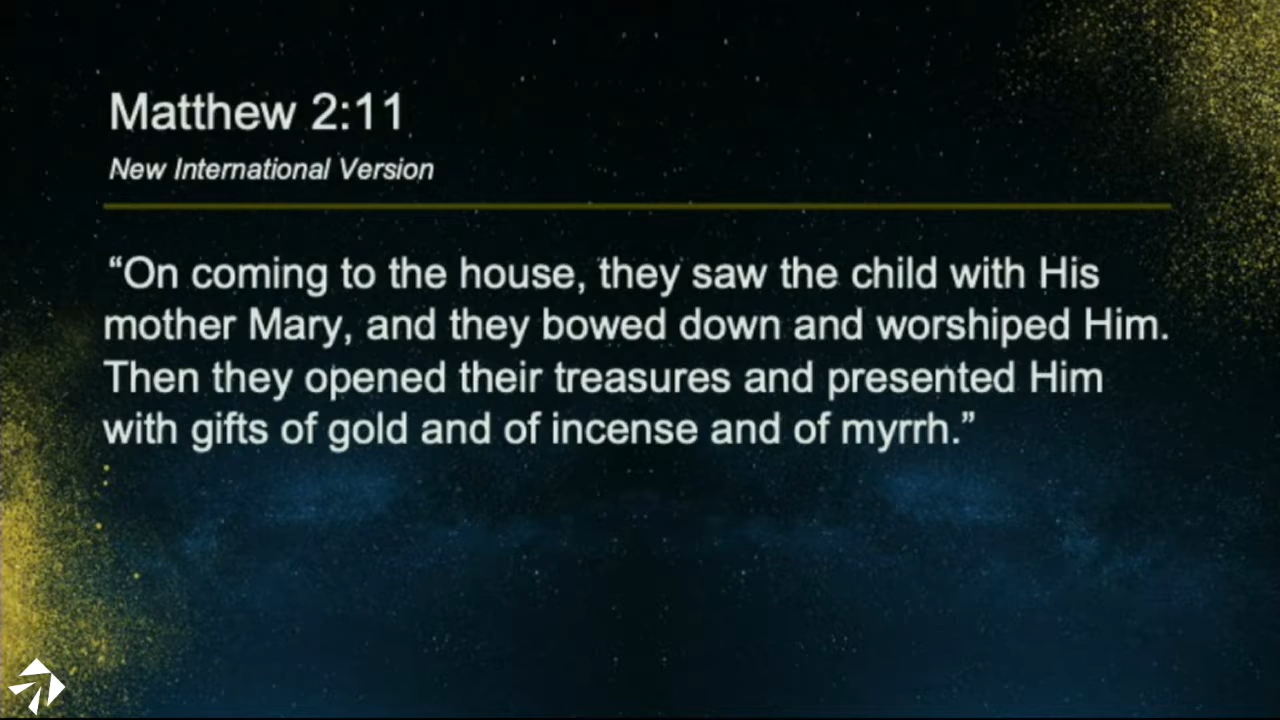 Matthew 2:11
New International Version
“On coming to the house, they saw the child with His
mother Mary, and they bowed down and worshiped Him.
Then they opened their treasures and presented Him
with gifts of gold and of incense and of myrrh.”